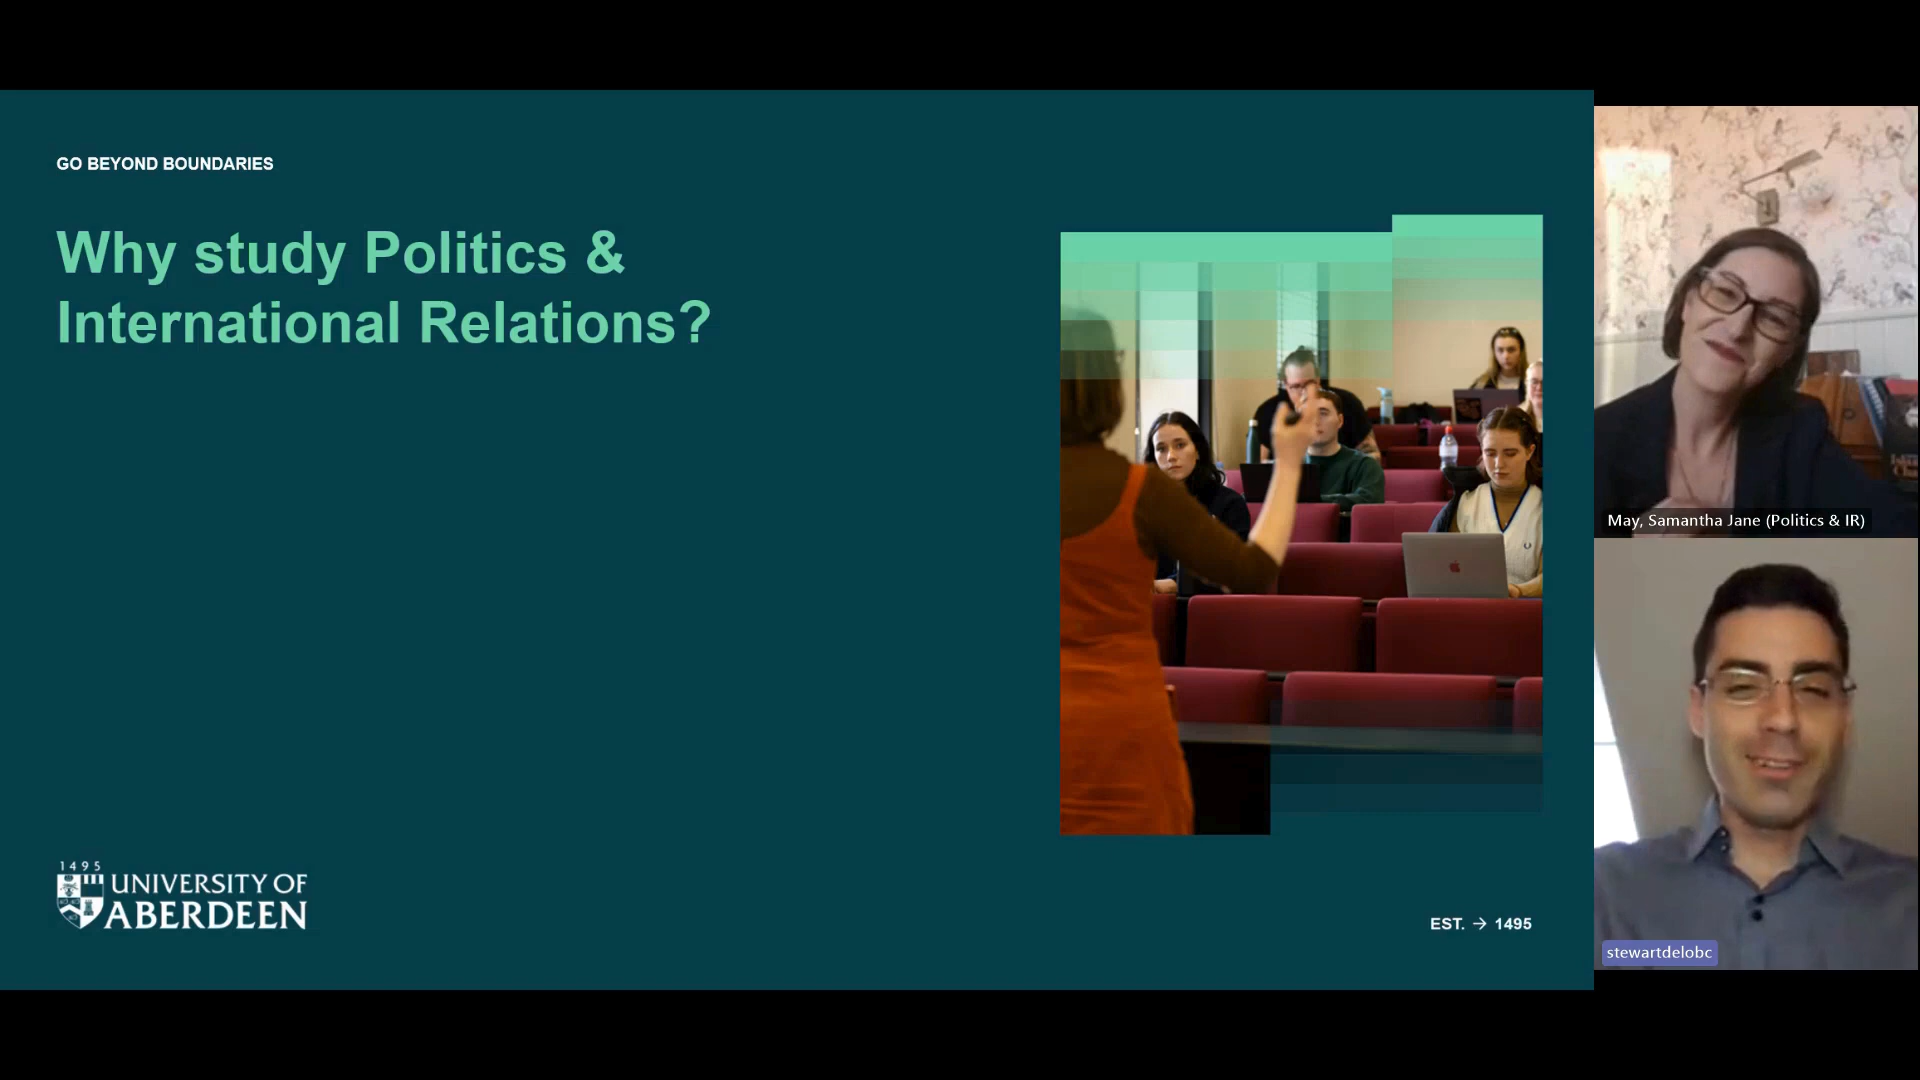 GO BEYOND BOUNDARIES
Why study Politics &
International Relations?
1495
UNIVERSITY OF
ABERDEEN
EST. → 1495
May, Samantha Jane (Politics & IR)
stewartdelobc